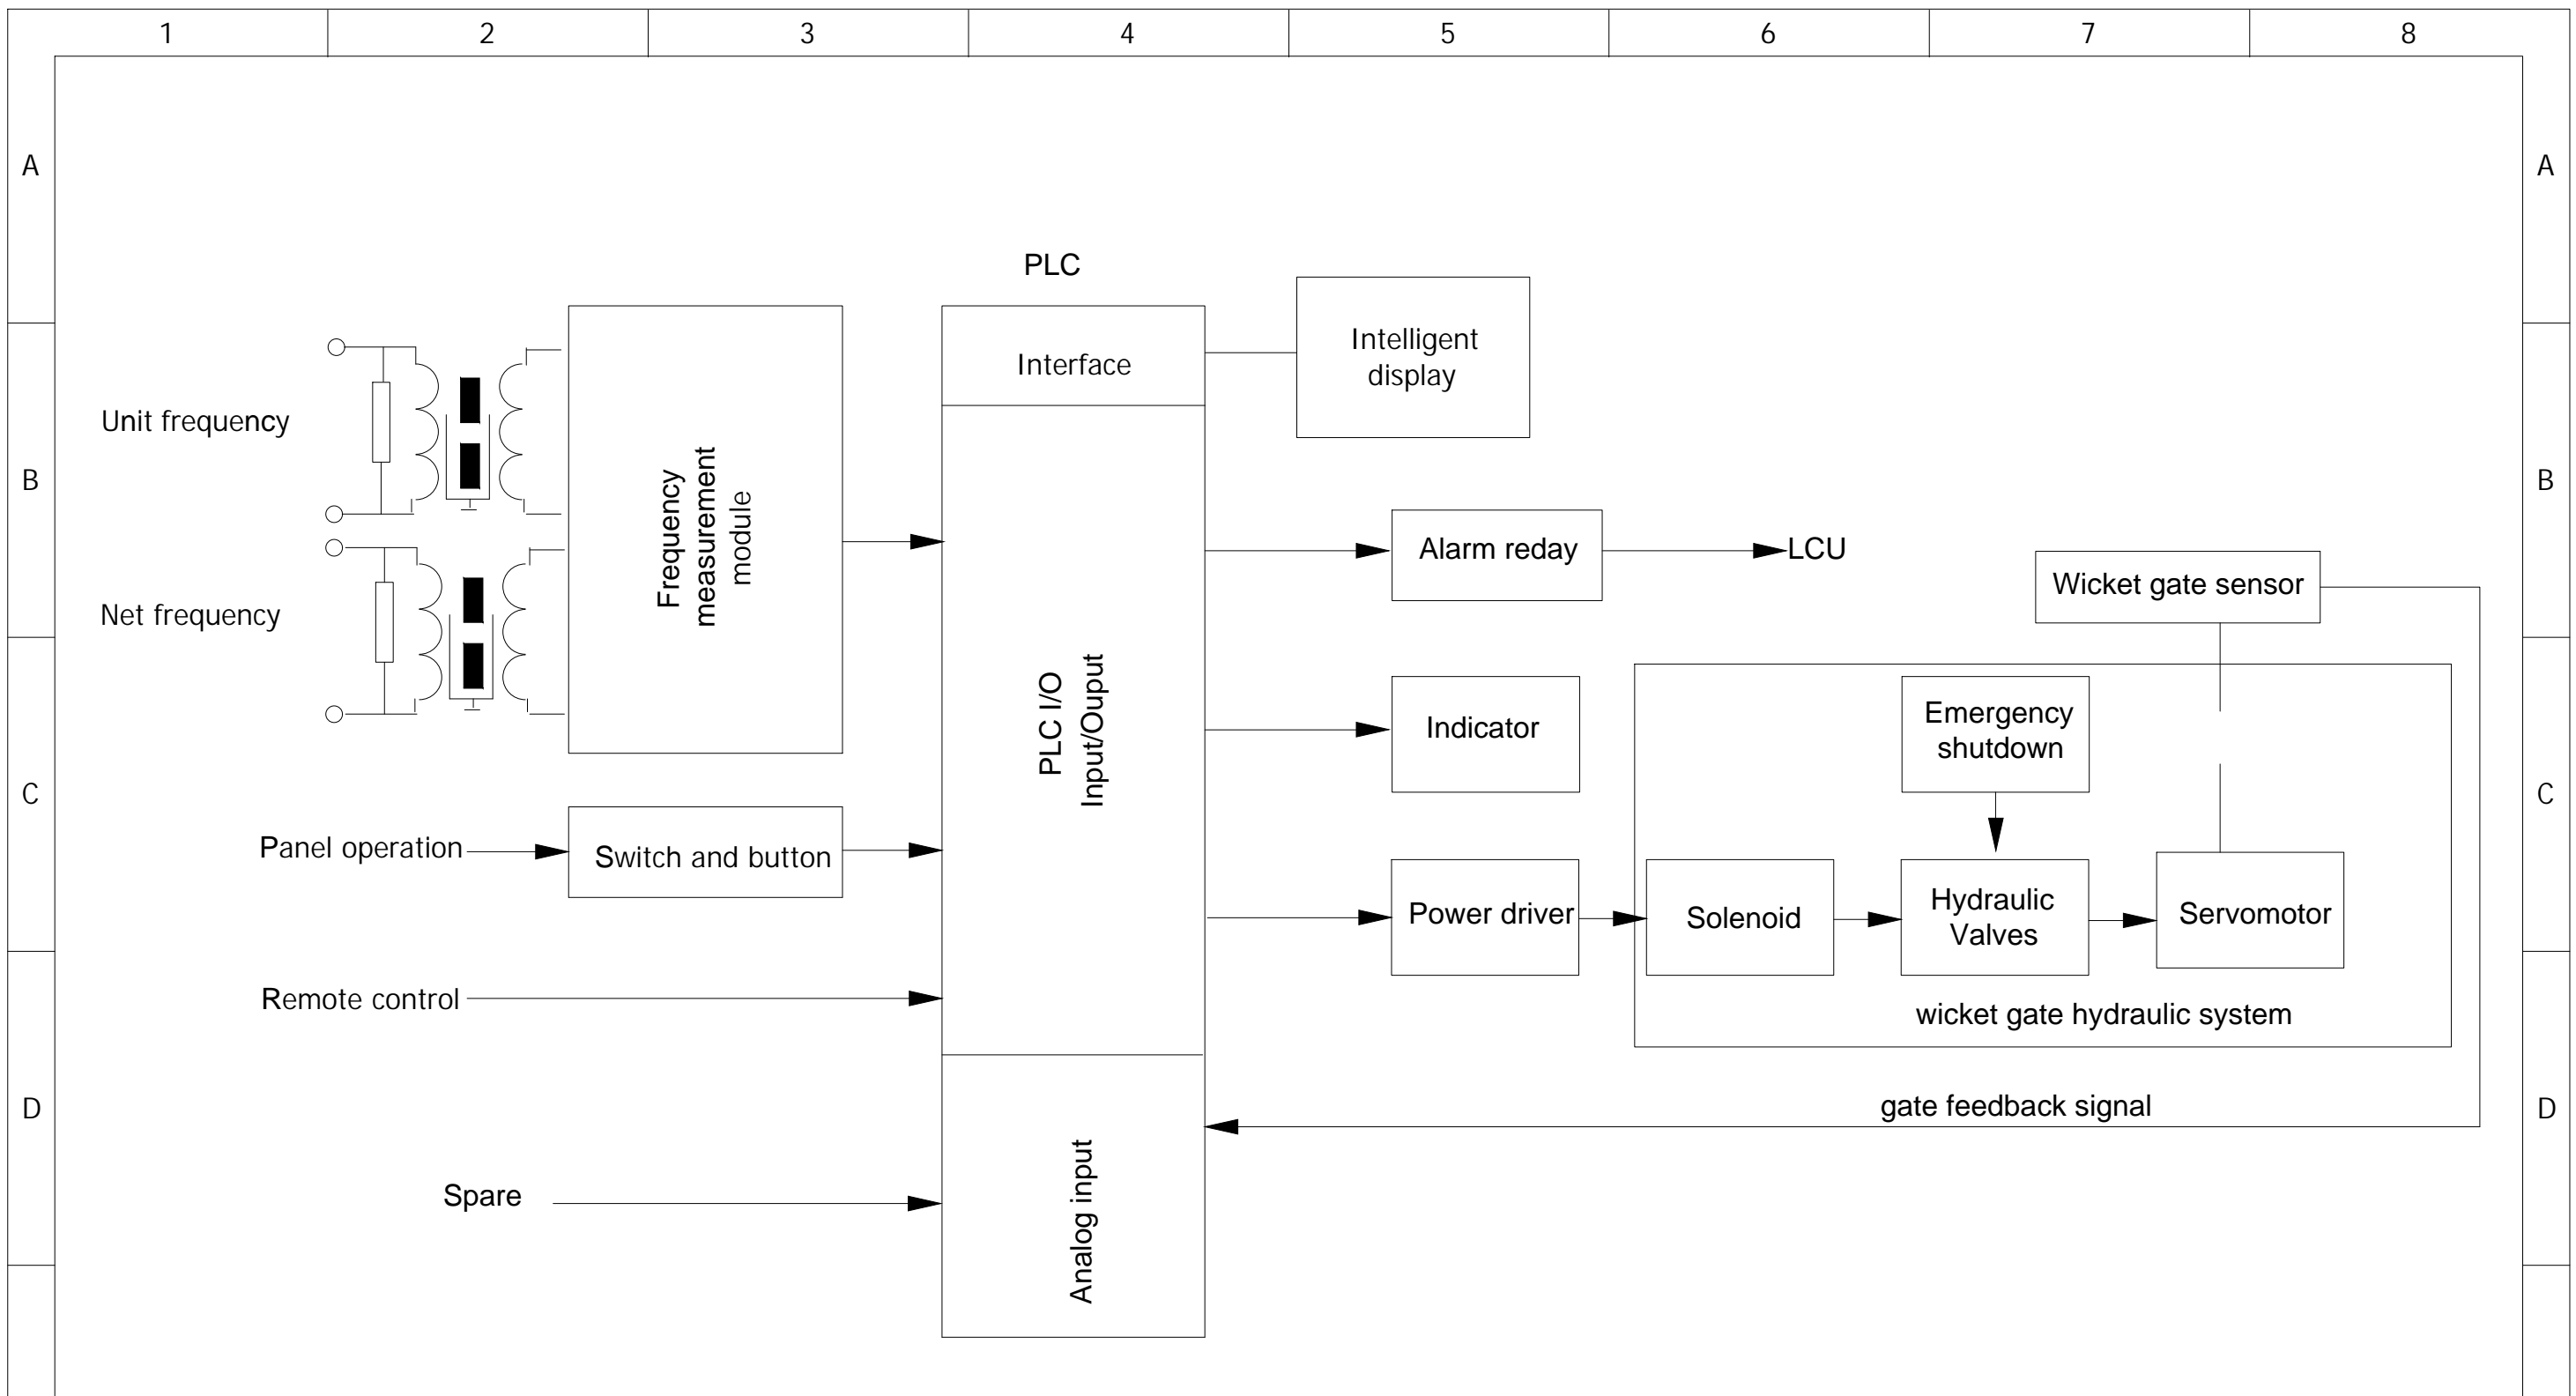 1 2 3 4 5 6 7 8
A A
PLC
Interface
Intelligent
display
Unit frequency
B B
Frequency
measurement
module
Alarm reday
LCU
Wicket gate sensor
Net frequency
PLC I/O
Input/Ouput
Indicator
Emergency
shutdown
C C
Panel operation
Switch and button
Power driver
Solenoid
Hydraulic
Valves
Servomotor
Remote control
wicket gate hydraulic system
D D
gate feedback signal
Analog input
Spare